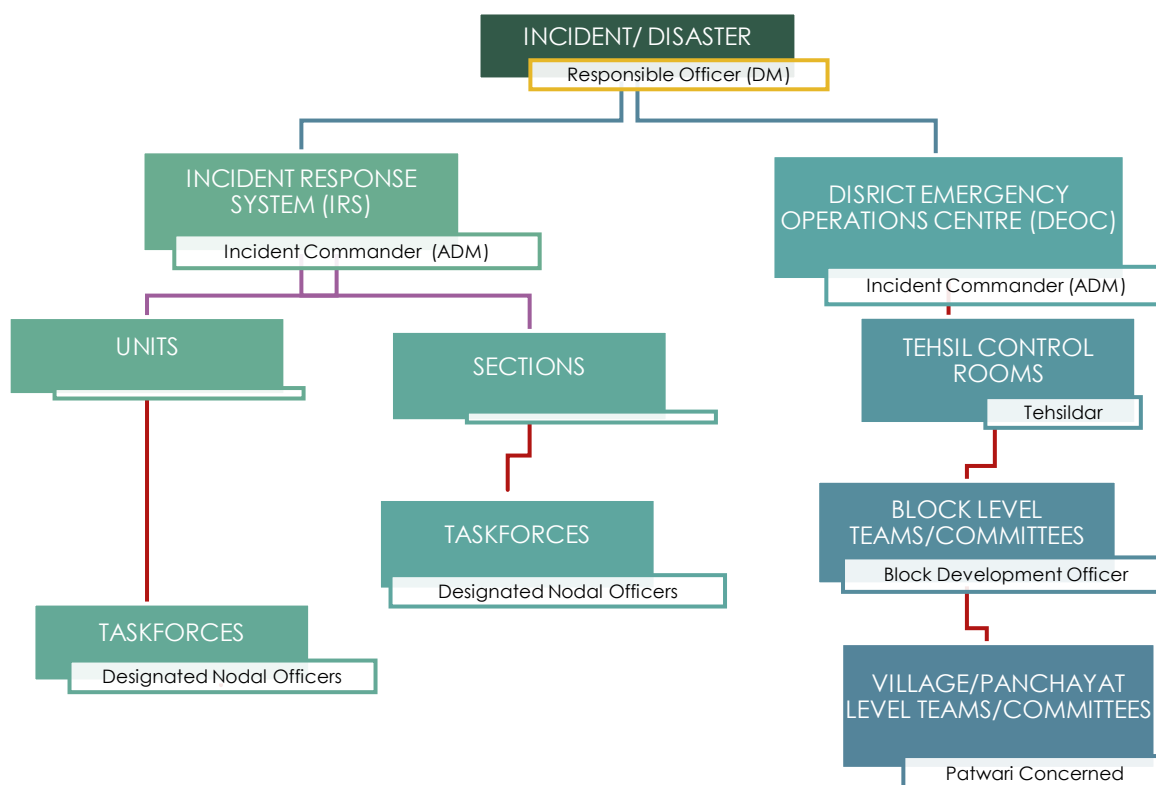 INCIDENT/ DISASTER
Responsible Officer (DM)
INCIDENT RESPONSE
SYSTEM (IRS)
Incident Commander (ADM)
DISRICT EMERGENCY
OPERATIONS CENTRE (DEOC)
Incident Commander (ADM)
UNITS
SECTIONS
TEHSIL CONTROL
ROOMS
Tehsildar
TASKFORCES
Designated Nodal Officers
BLOCK LEVEL
TEAMS/COMMITTEES
Block Development Officer
TASKFORCES
Designated Nodal Officers
VILLAGE/PANCHAYAT
LEVEL TEAMS/COMMITTEES
Patwari Concerned